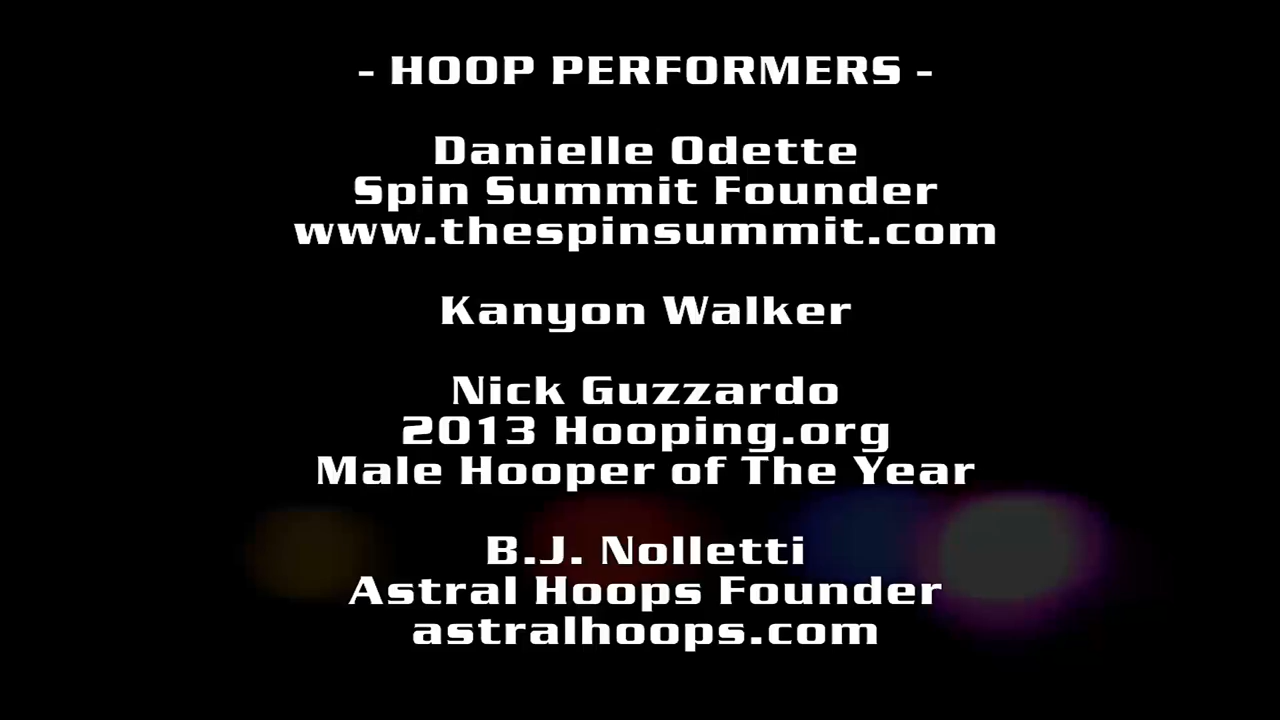 - HOOP PERFORMERS -
Danielle Odette
Spin Summit Founder
www.thespinsummit.com
Kanyon Walker
Nick Guzzardo
2013 Hooping.org
Male Hooper of The Year
B.J. Nolletti
Astral Hoops Founder
astralhoops.com